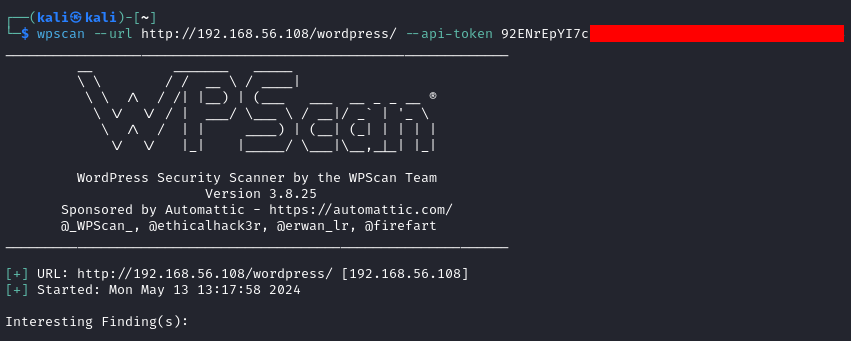 ┌──(kali㉿kali)-[~]
└─$ wpscan --url http://192.168.56.108/wordpress/ --api-token 92ENrEpYI7c
WPScan ®
WordPress Security Scanner by the WPScan Team
Version 3.8.25
Sponsored by Automattic - https://automattic.com/
@_WPScan_, @ethicalhack3r, @erwan_lr, @firefart
[+] URL: http://192.168.56.108/wordpress/ [192.168.56.108]
[+] Started: Mon May 13 13:17:58 2024
Interesting Finding(s):